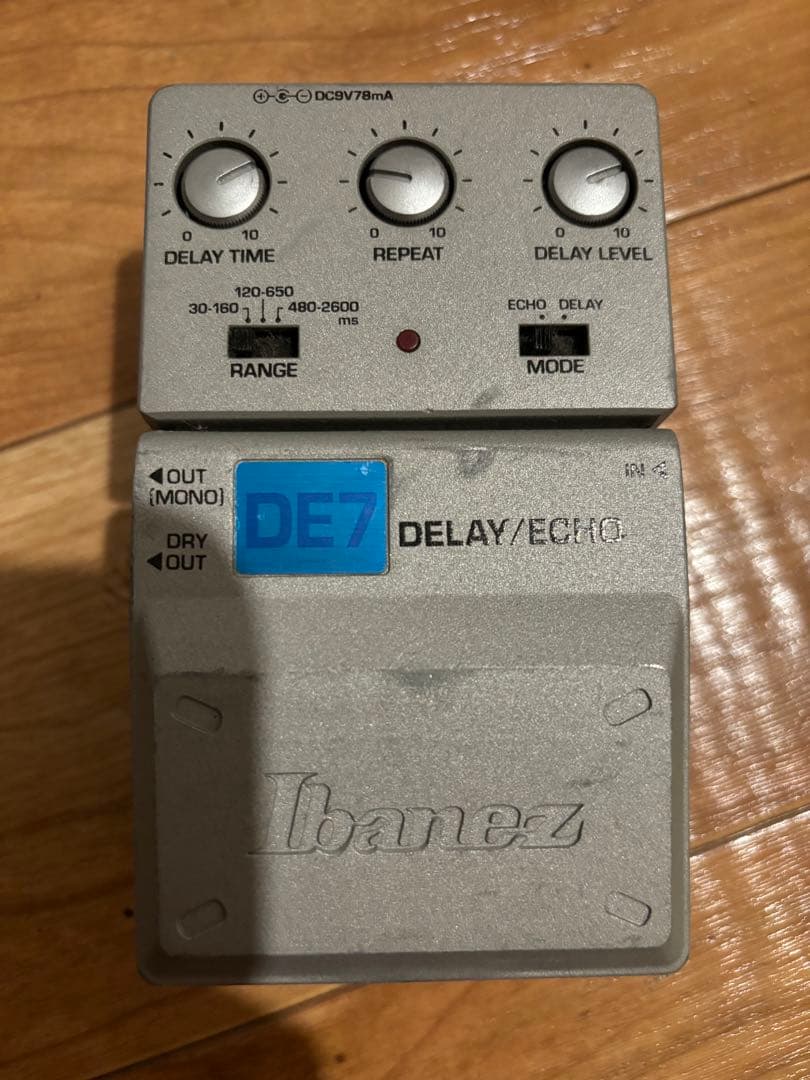 DC9V78mA
0 10
DELAY TIME
0 10
REPEAT
0 10
DELAY LEVEL
120-650
30-160
480-2600
ms
RANGE
ECHO DELAY
MODE
OUT
(MONO)
DRY
OUT
DE7
DELAY/ECHO
IN
Ibanez